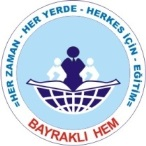 =HER ZAMAN - HER YERDE - HERKES İÇİN - EĞİTİM=
BAYRAKLI HEM